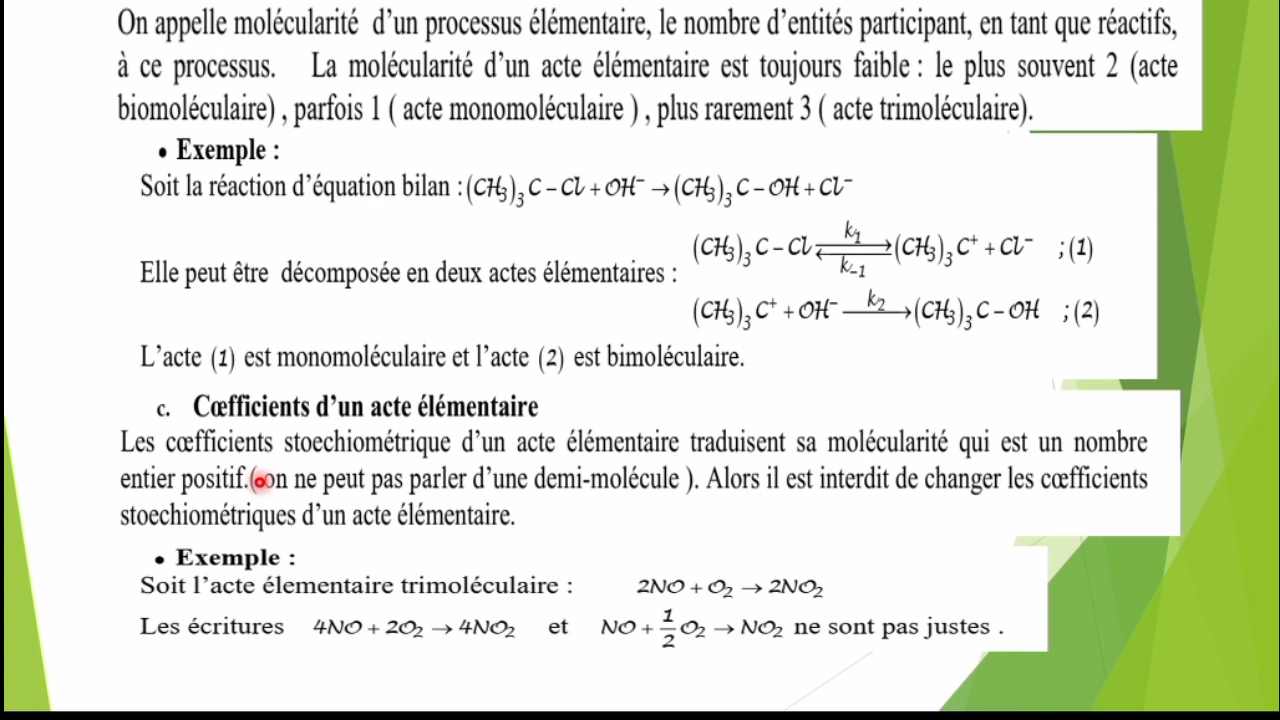 On appelle molécularité d'un processus élémentaire, le nombre d'entités participant, en tant que réactifs,
à ce processus. La molécularité d'un acte élémentaire est toujours faible : le plus souvent 2 (acte
biomoléculaire) , parfois 1 ( acte monomoléculaire ) , plus rarement 3 ( acte trimoléculaire).
• Exemple :
Soit la réaction d'équation bilan : (CH₃)₃C – Cl + OH⁻ → (CH₃)₃C – OH + Cl⁻
Elle peut être décomposée en deux actes élémentaires :
(CH₃)₃C – Cl ⇄ (k₁, k₋₁) (CH₃)₃C⁺ + Cl⁻ ; (1)
(CH₃)₃C⁺ + OH⁻ —k₂→ (CH₃)₃C – OH ; (2)
L'acte (1) est monomoléculaire et l'acte (2) est bimoléculaire.
c. Cœfficients d'un acte élémentaire
Les cœfficients stoechiométrique d'un acte élémentaire traduisent sa molécularité qui est un nombre
entier positif.( on ne peut pas parler d'une demi-molécule ). Alors il est interdit de changer les cœfficients
stoechiométriques d'un acte élémentaire.
• Exemple :
Soit l'acte élementaire trimoléculaire : 2NO + O₂ → 2NO₂
Les écritures 4NO + 2O₂ → 4NO₂ et NO + 1/2 O₂ → NO₂ ne sont pas justes .